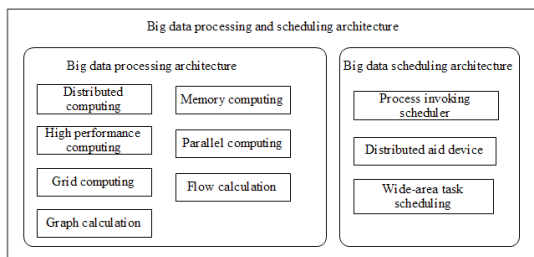 Big data processing and scheduling architecture
Big data processing architecture
Distributed
computing
High performance
computing
Grid computing
Graph calculation
Memory computing
Parallel computing
Flow calculation
Big data scheduling architecture
Process invoking
scheduler
Distributed aid device
Wide-area task
scheduling